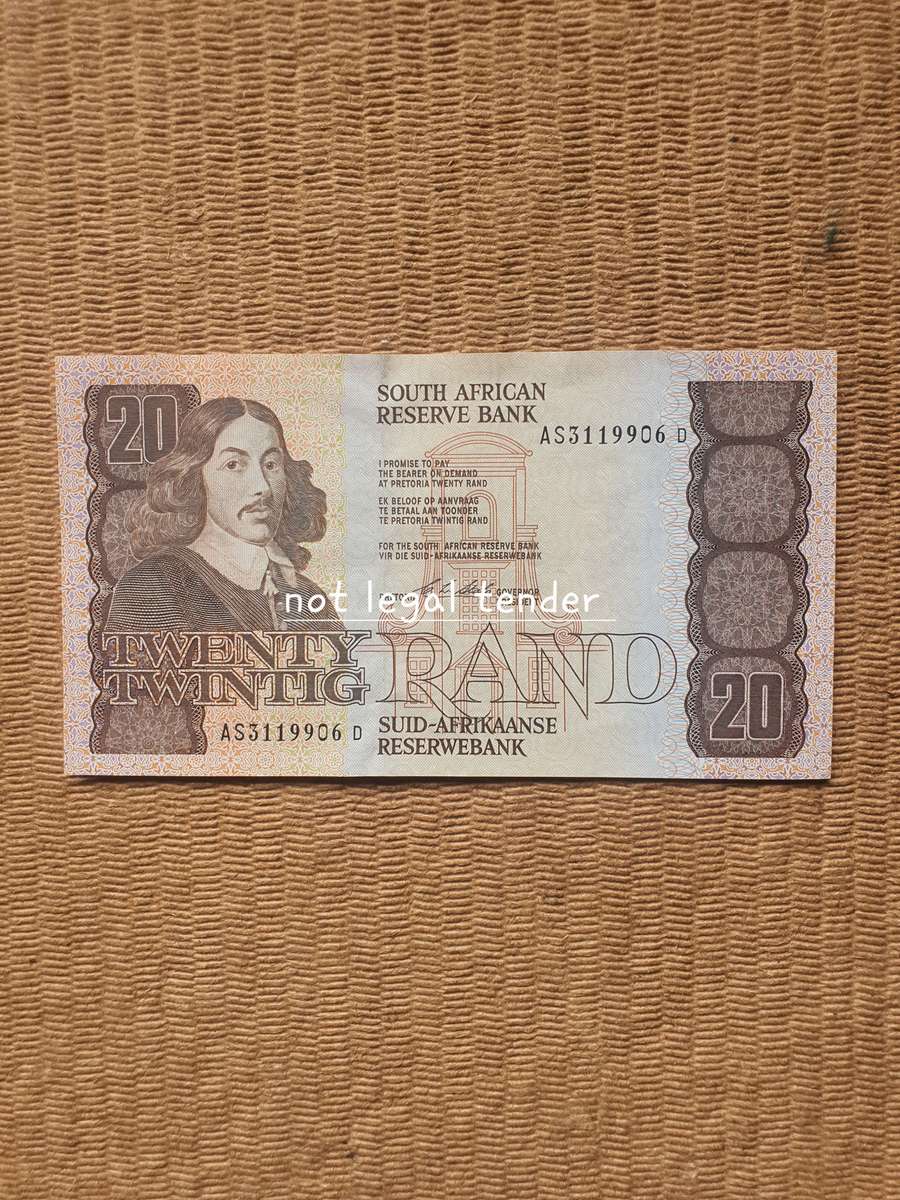 20
SOUTH AFRICAN
RESERVE BANK
AS3119906 D
I PROMISE TO PAY
THE BEARER ON DEMAND
AT PRETORIA TWENTY RAND
EK BELOOF OP AANVRAAG
TE BETAAL AAN TOONDER
TE PRETORIA TWINTIG RAND
FOR THE SOUTH AFRICAN RESERVE BANK
VIR DIE SUID-AFRIKAANSE RESERWEBANK
PRETORIA GOVERNOR
PRESIDENT
not legal tender
TWENTY
TWINTIG
RAND
AS3119906 D
SUID-AFRIKAANSE
RESERWEBANK
20